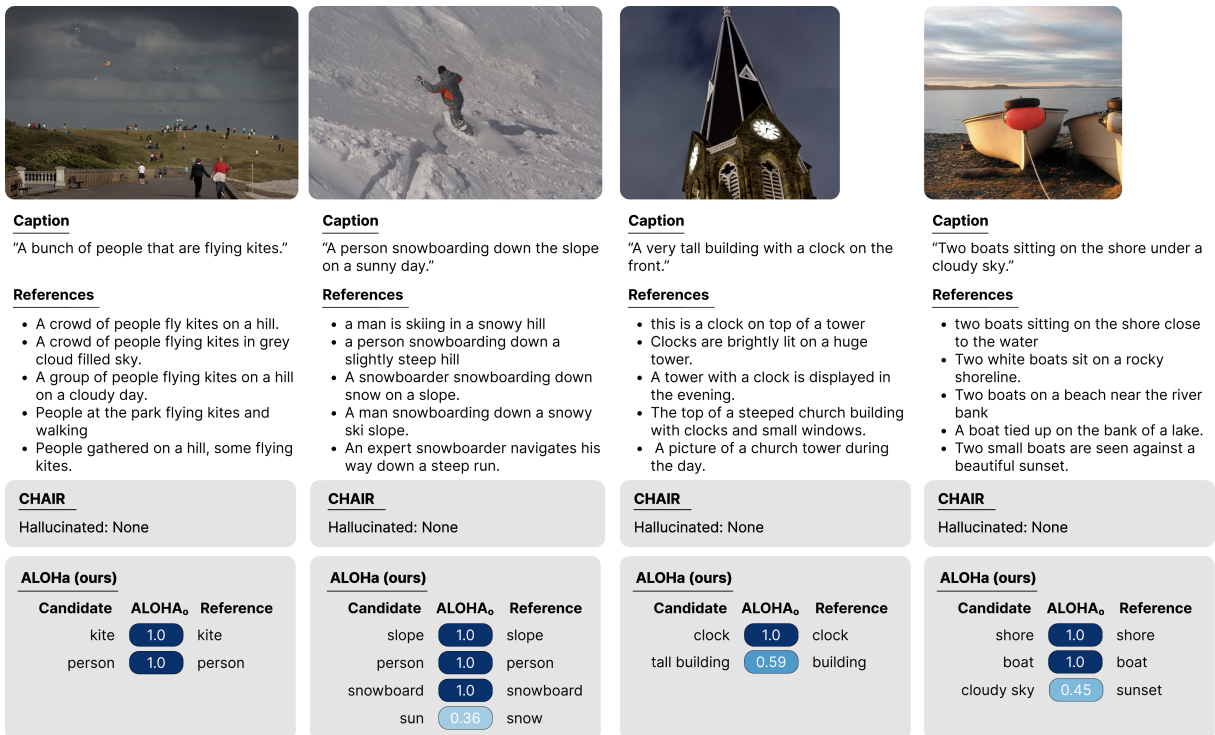 Caption
“A bunch of people that are flying kites.”
References
• A crowd of people fly kites on a hill.
• A crowd of people flying kites in grey
cloud filled sky.
• A group of people flying kites on a hill
on a cloudy day.
• People at the park flying kites and
walking
• People gathered on a hill, some flying
kites.
CHAIR
Hallucinated: None
ALOHa (ours)
Candidate ALOHAₒ Reference
kite 1.0 kite
person 1.0 person
Caption
“A person snowboarding down the slope
on a sunny day.”
References
• a man is skiing in a snowy hill
• a person snowboarding down a
slightly steep hill
• A snowboarder snowboarding down
snow on a slope.
• A man snowboarding down a snowy
ski slope.
• An expert snowboarder navigates his
way down a steep run.
CHAIR
Hallucinated: None
ALOHa (ours)
Candidate ALOHAₒ Reference
slope 1.0 slope
person 1.0 person
snowboard 1.0 snowboard
sun 0.36 snow
Caption
“A very tall building with a clock on the
front.”
References
• this is a clock on top of a tower
• Clocks are brightly lit on a huge
tower.
• A tower with a clock is displayed in
the evening.
• The top of a steeped church building
with clocks and small windows.
• A picture of a church tower during
the day.
CHAIR
Hallucinated: None
ALOHa (ours)
Candidate ALOHAₒ Reference
clock 1.0 clock
tall building 0.59 building
Caption
“Two boats sitting on the shore under a
cloudy sky.”
References
• two boats sitting on the shore close
to the water
• Two white boats sit on a rocky
shoreline.
• Two boats on a beach near the river
bank
• A boat tied up on the bank of a lake.
• Two small boats are seen against a
beautiful sunset.
CHAIR
Hallucinated: None
ALOHa (ours)
Candidate ALOHAₒ Reference
shore 1.0 shore
boat 1.0 boat
cloudy sky 0.45 sunset